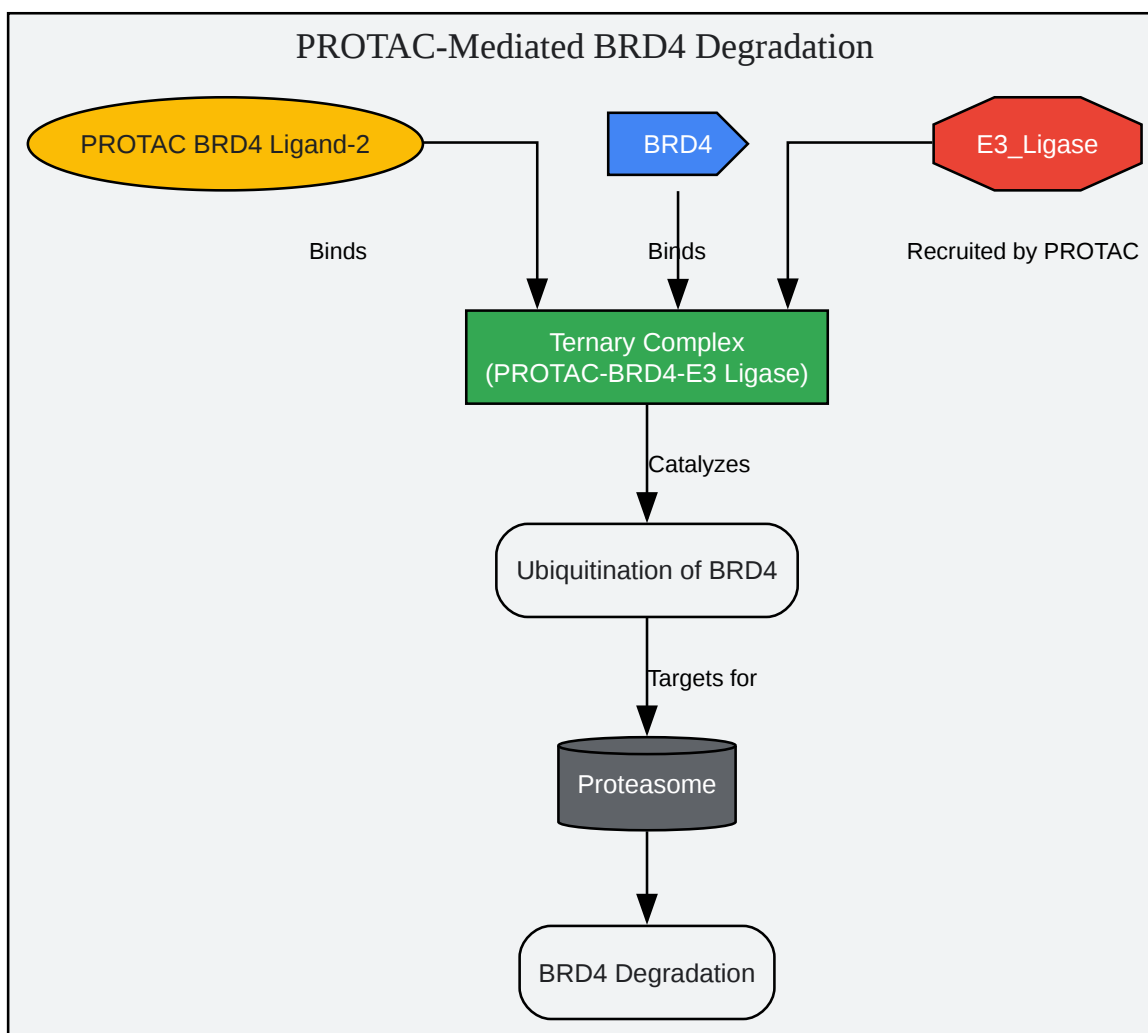 PROTAC-Mediated BRD4 Degradation
PROTAC BRD4 Ligand-2
BRD4
E3_Ligase
Binds
Binds
Recruited by PROTAC
Ternary Complex
(PROTAC-BRD4-E3 Ligase)
Catalyzes
Ubiquitination of BRD4
Targets for
Proteasome
BRD4 Degradation